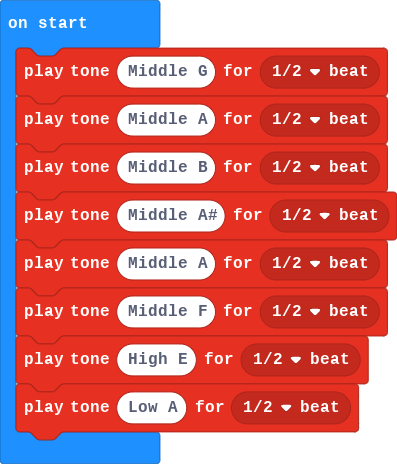 on start
play tone Middle G for 1/2 beat
play tone Middle A for 1/2 beat
play tone Middle B for 1/2 beat
play tone Middle A# for 1/2 beat
play tone Middle A for 1/2 beat
play tone Middle F for 1/2 beat
play tone High E for 1/2 beat
play tone Low A for 1/2 beat